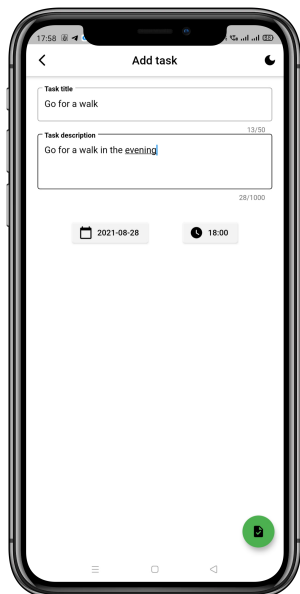 17:58
Add task
Task title
Go for a walk
13/50
Task description
Go for a walk in the evening
28/1000
2021-08-28
18:00